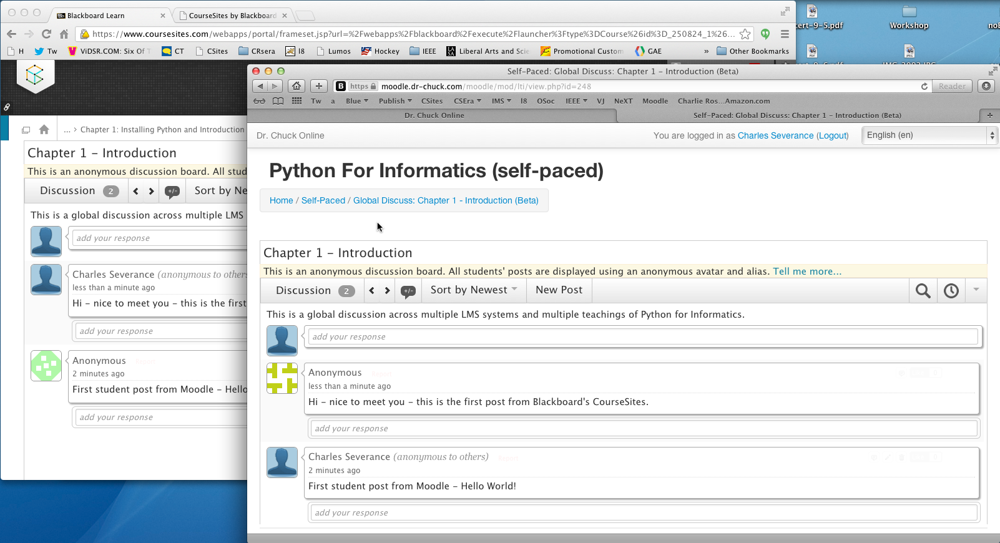 Blackboard Learn
CourseSites by Blackboard
https://www.coursesites.com/webapps/portal/frameset.jsp?url=%2Fwebapps%2Fblackboard%2Fexecute%2Flauncher%3Ftype%3DCourse%26id%3D_250824_1%26...
H Tw ViDSR.COM: Six Of T CT CSites CRsera I8 Lumos Hockey IEEE Liberal Arts and Scie Promotional Custom GAE » Other Bookmarks
cert-9-5.pdf
Workshop
... > Chapter 1: Installing Python and Introduction
Chapter 1 – Introduction
This is an anonymous discussion board. All stud
Discussion 2 +/- Sort by Ne
This is a global discussion across multiple LMS
add your response
Charles Severance (anonymous to others
less than a minute ago
Hi – nice to meet you – this is the first
add your response
Anonymous Report
2 minutes ago
First student post from Moodle – Hello
add your response
Self-Paced: Global Discuss: Chapter 1 – Introduction (Beta)
B https moodle.dr-chuck.com/moodle/mod/lti/view.php?id=248 Reader
Tw a Blue Publish CSites CSEra IMS I8 OSoc IEEE VJ NeXT Moodle Charlie Ros...Amazon.com
Dr. Chuck Online
Self-Paced: Global Discuss: Chapter 1 – Introduction (Beta)
Dr. Chuck Online
You are logged in as Charles Severance (Logout)
English (en)
Python For Informatics (self-paced)
Home / Self-Paced / Global Discuss: Chapter 1 - Introduction (Beta)
Chapter 1 – Introduction
This is an anonymous discussion board. All students' posts are displayed using an anonymous avatar and alias. Tell me more...
Discussion 2 +/- Sort by Newest New Post
This is a global discussion across multiple LMS systems and multiple teachings of Python for Informatics.
add your response
Anonymous Report 0
less than a minute ago
Hi – nice to meet you – this is the first post from Blackboard's CourseSites.
add your response
Charles Severance (anonymous to others) Report 0
2 minutes ago
First student post from Moodle – Hello World!
add your response